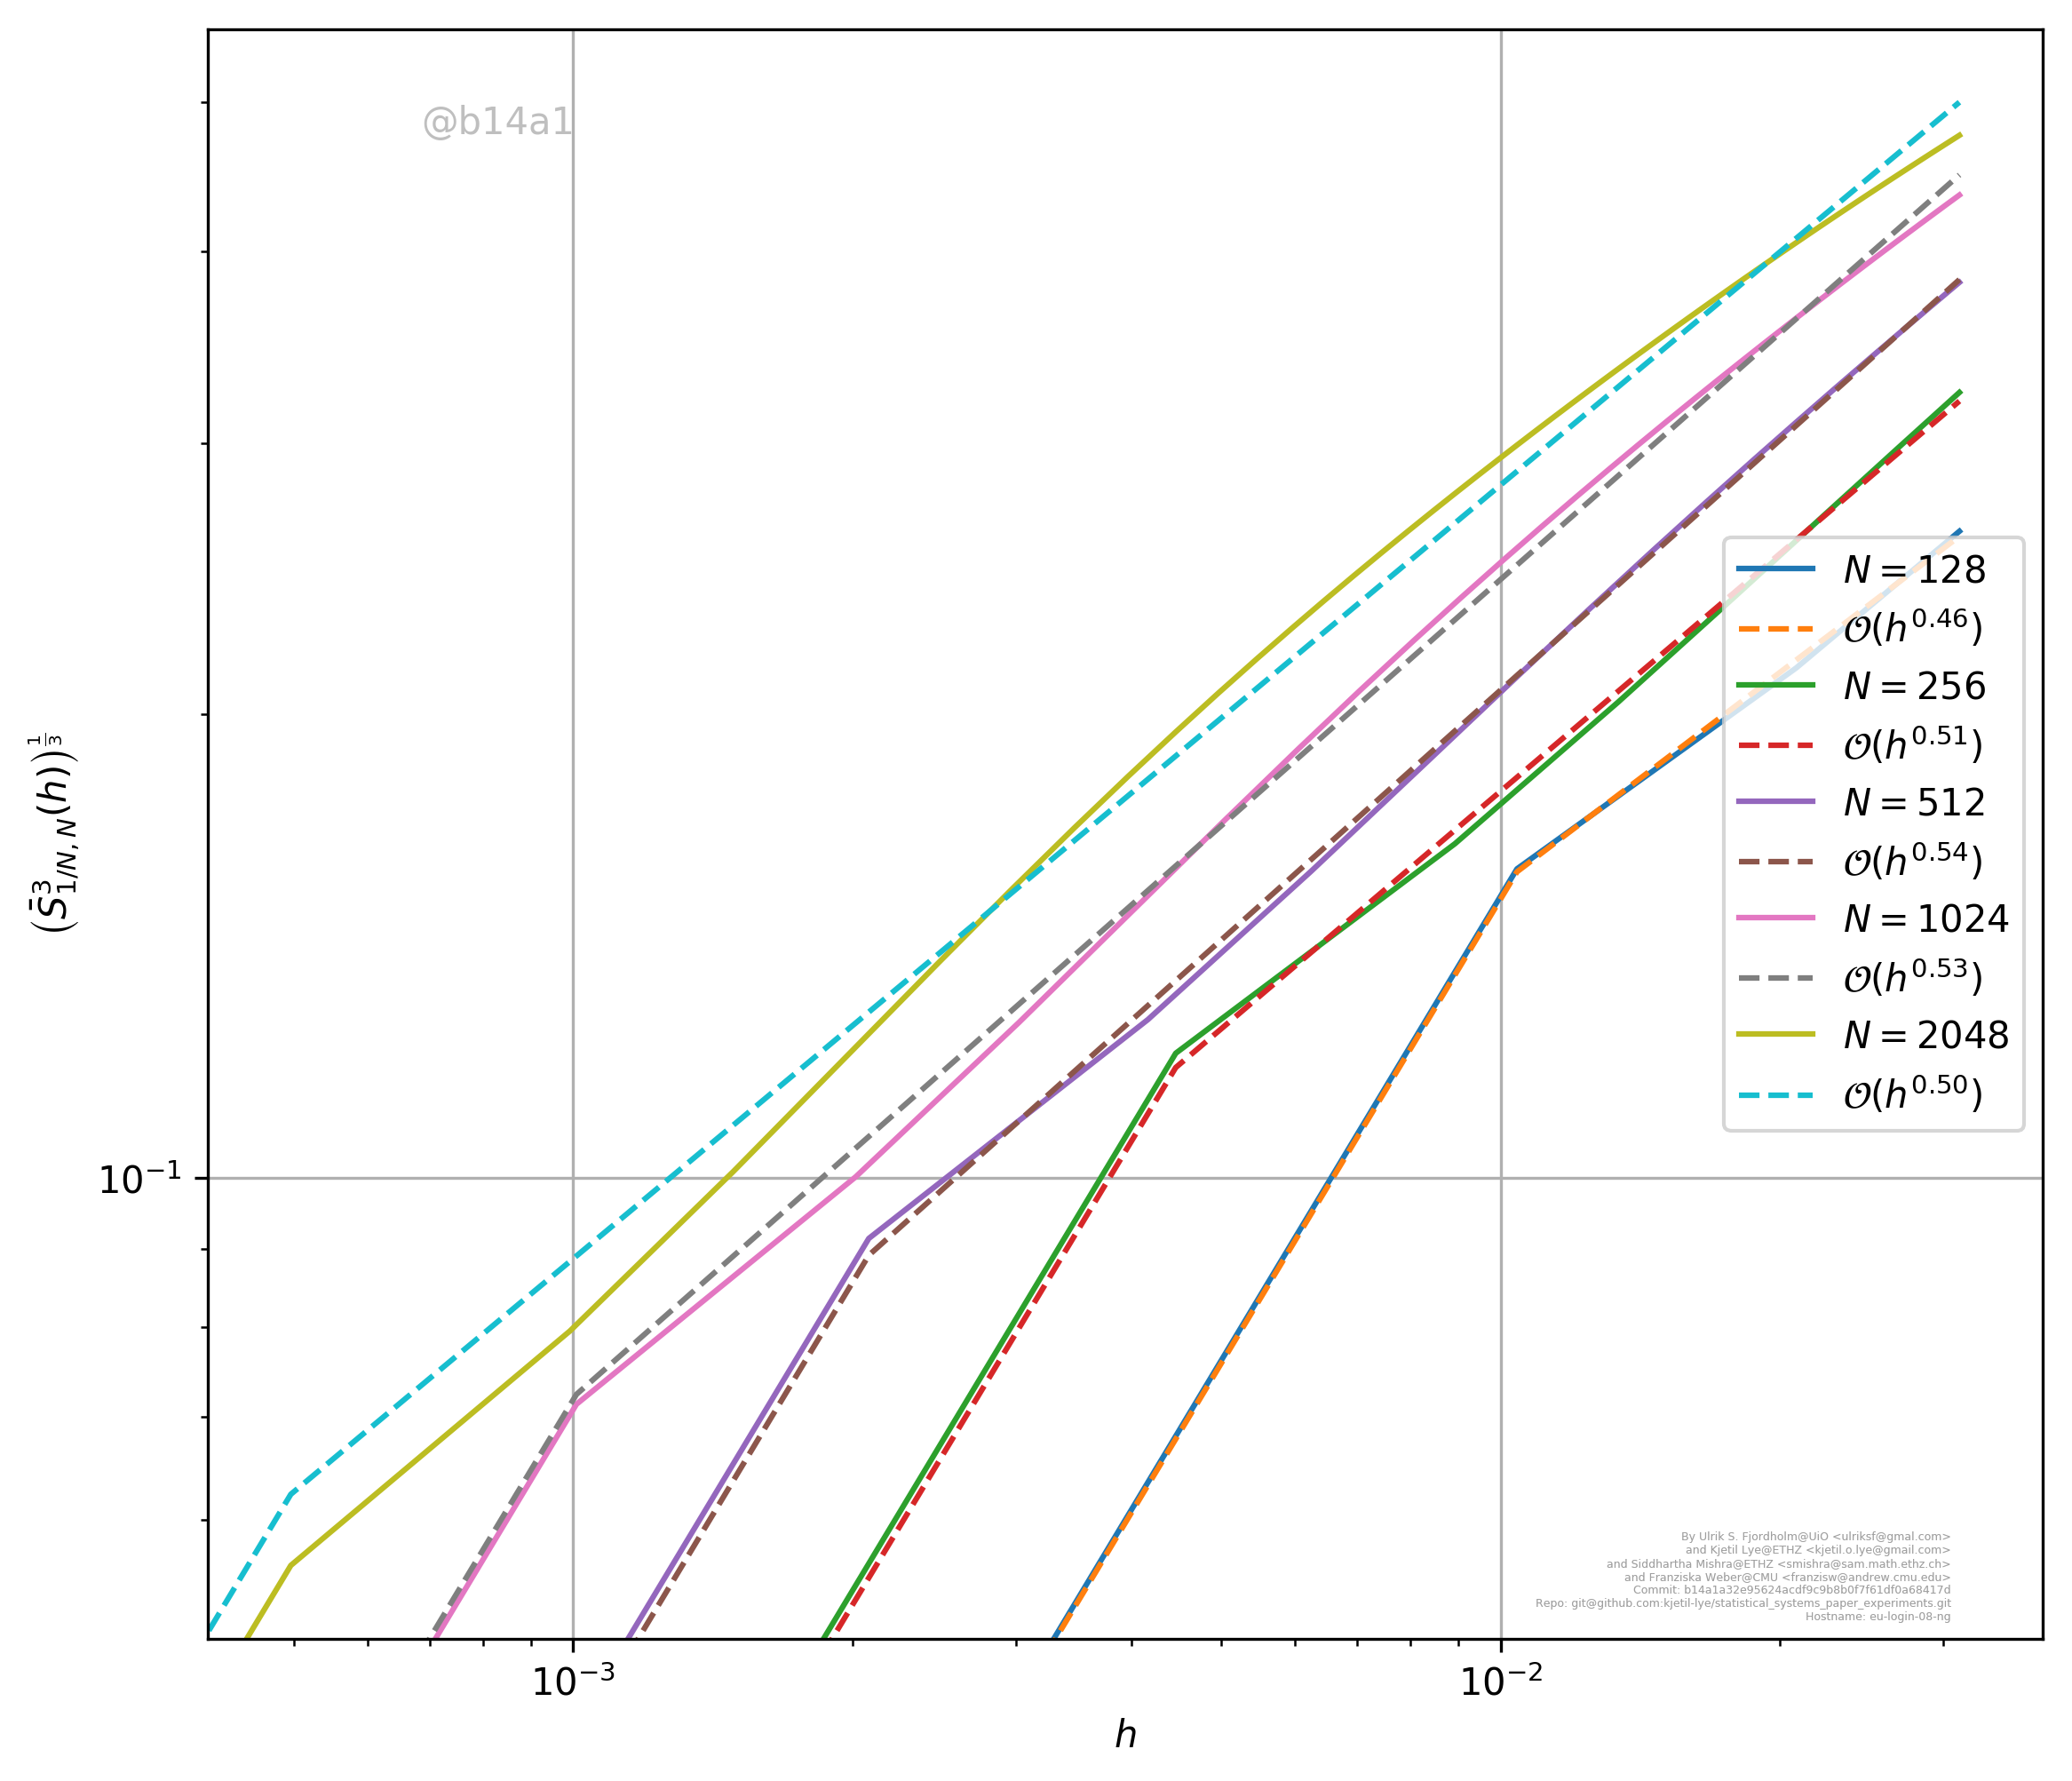 @b14a1
(S̄³₁/N, N(h))^{1/3}
10⁻¹
10⁻³
10⁻²
h
N = 128
𝒪(h^{0.46})
N = 256
𝒪(h^{0.51})
N = 512
𝒪(h^{0.54})
N = 1024
𝒪(h^{0.53})
N = 2048
𝒪(h^{0.50})
By Ulrik S. Fjordholm@UiO <ulriksf@gmal.com>
and Kjetil Lye@ETHZ <kjetil.o.lye@gmail.com>
and Siddhartha Mishra@ETHZ <smishra@sam.math.ethz.ch>
and Franziska Weber@CMU <franzisw@andrew.cmu.edu>
Commit: b14a1a32e95624acdf9c9b8b0f7f61df0a68417d
Repo: git@github.com:kjetil-lye/statistical_systems_paper_experiments.git
Hostname: eu-login-08-ng